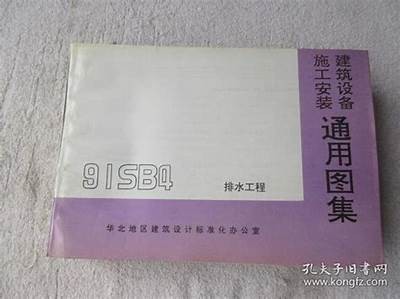 建筑设备
施工安装
通用图集
91SB4
排水工程
华北地区建筑设计标准化办公室
孔夫子旧书网
www.kongfz.com